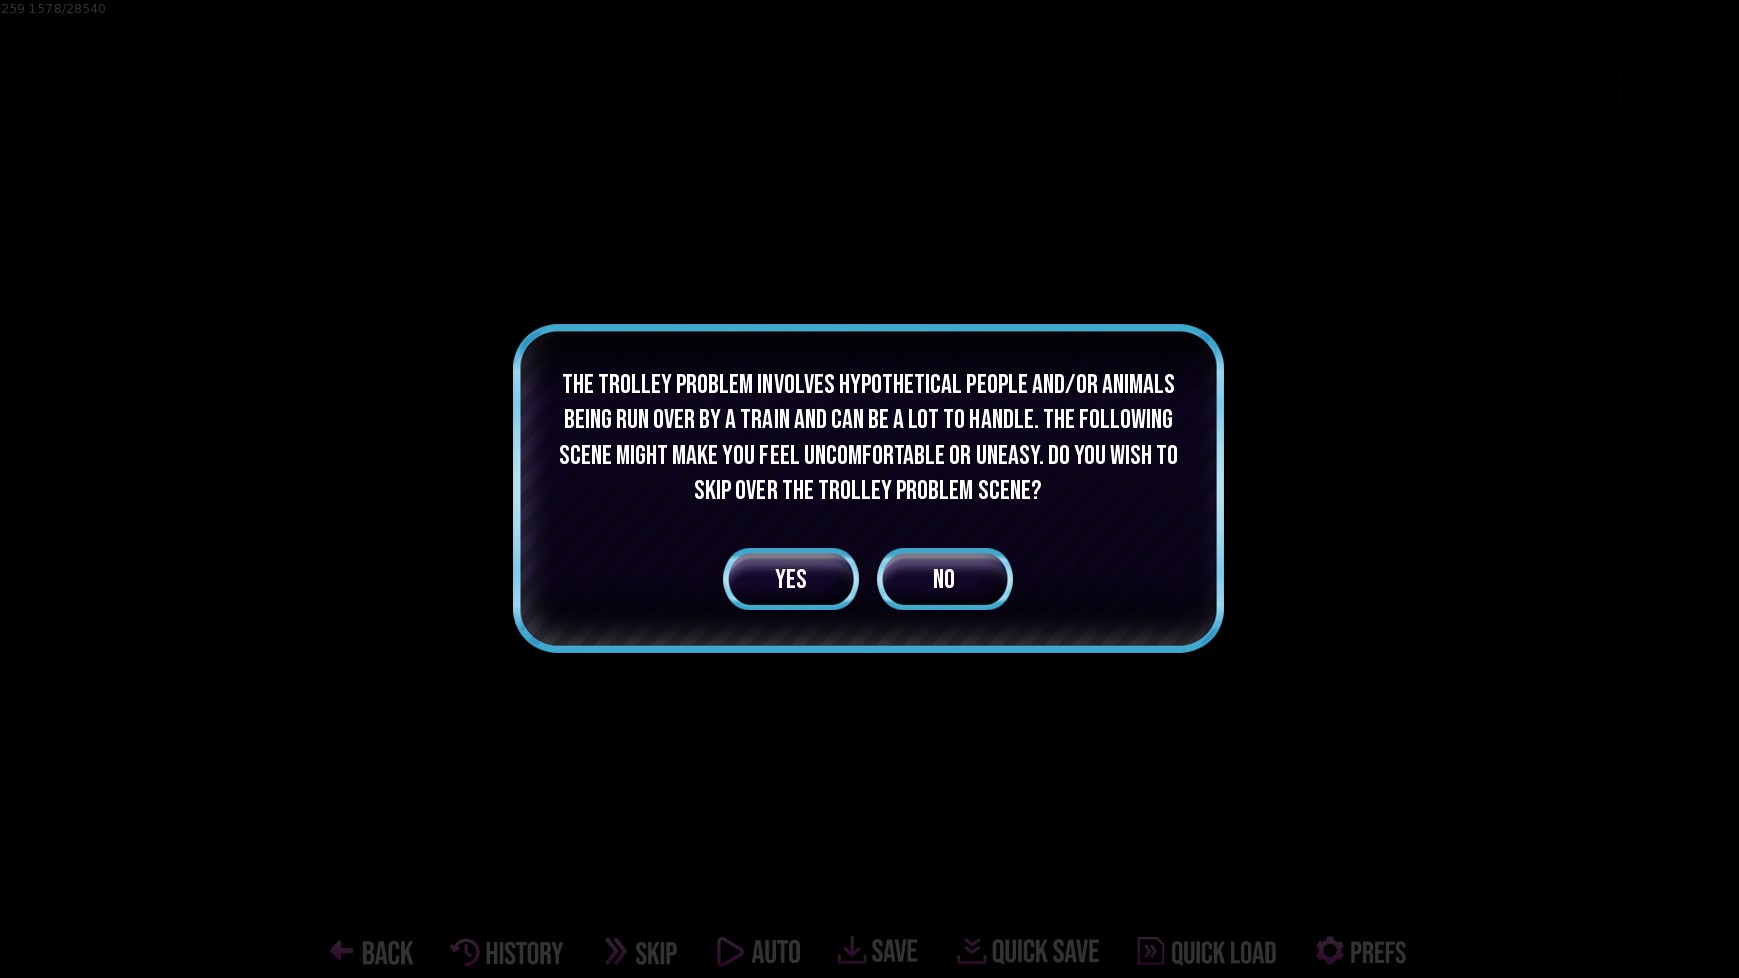 259 1578/28540
THE TROLLEY PROBLEM INVOLVES HYPOTHETICAL PEOPLE AND/OR ANIMALS
BEING RUN OVER BY A TRAIN AND CAN BE A LOT TO HANDLE. THE FOLLOWING
SCENE MIGHT MAKE YOU FEEL UNCOMFORTABLE OR UNEASY. DO YOU WISH TO
SKIP OVER THE TROLLEY PROBLEM SCENE?
YES NO
BACK HISTORY SKIP AUTO SAVE QUICK SAVE QUICK LOAD PREFS